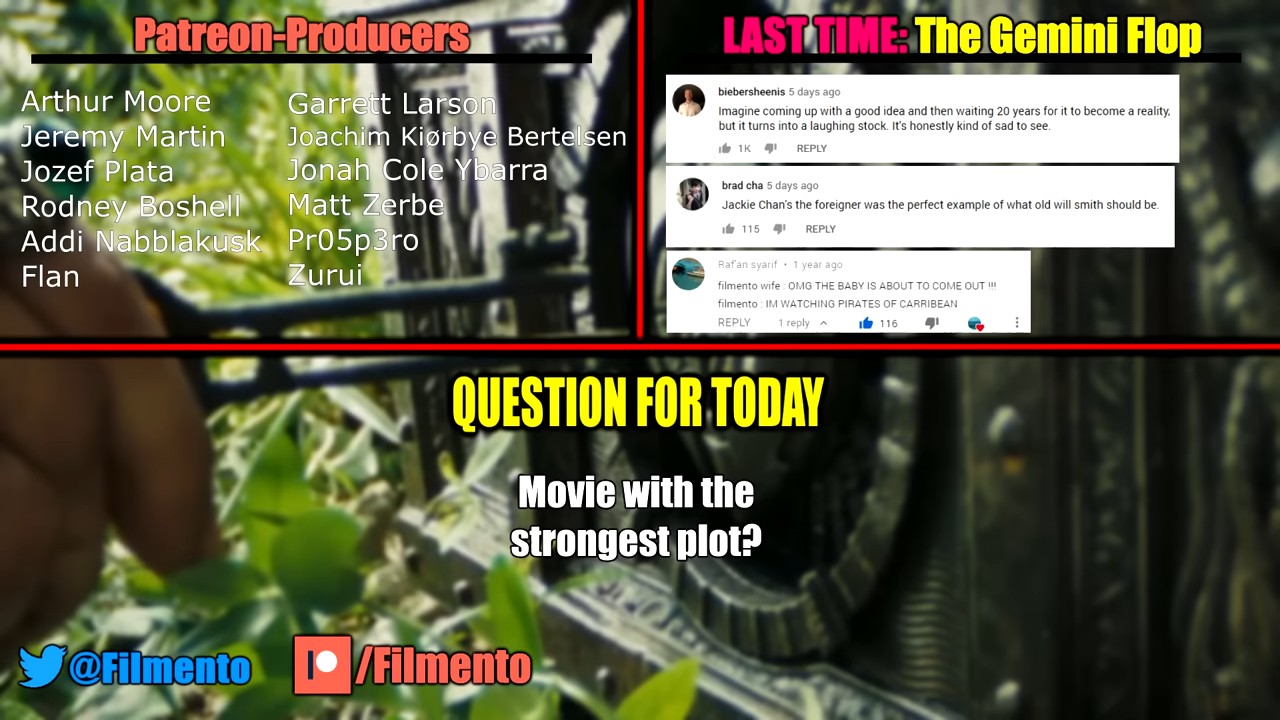 Patreon-Producers
Arthur Moore
Jeremy Martin
Jozef Plata
Rodney Boshell
Addi Nabblakusk
Flan
Garrett Larson
Joachim Kiørbye Bertelsen
Jonah Cole Ybarra
Matt Zerbe
Pr05p3ro
Zurui
LAST TIME: The Gemini Flop
biebersheenis 5 days ago
Imagine coming up with a good idea and then waiting 20 years for it to become a reality,
but it turns into a laughing stock. It's honestly kind of sad to see.
1K REPLY
brad cha 5 days ago
Jackie Chan's the foreigner was the perfect example of what old will smith should be.
115 REPLY
Raf'an syarif • 1 year ago
filmento wife : OMG THE BABY IS ABOUT TO COME OUT !!!
filmento : IM WATCHING PIRATES OF CARRIBEAN
REPLY 1 reply 116
QUESTION FOR TODAY
Movie with the
strongest plot?
@Filmento
/Filmento